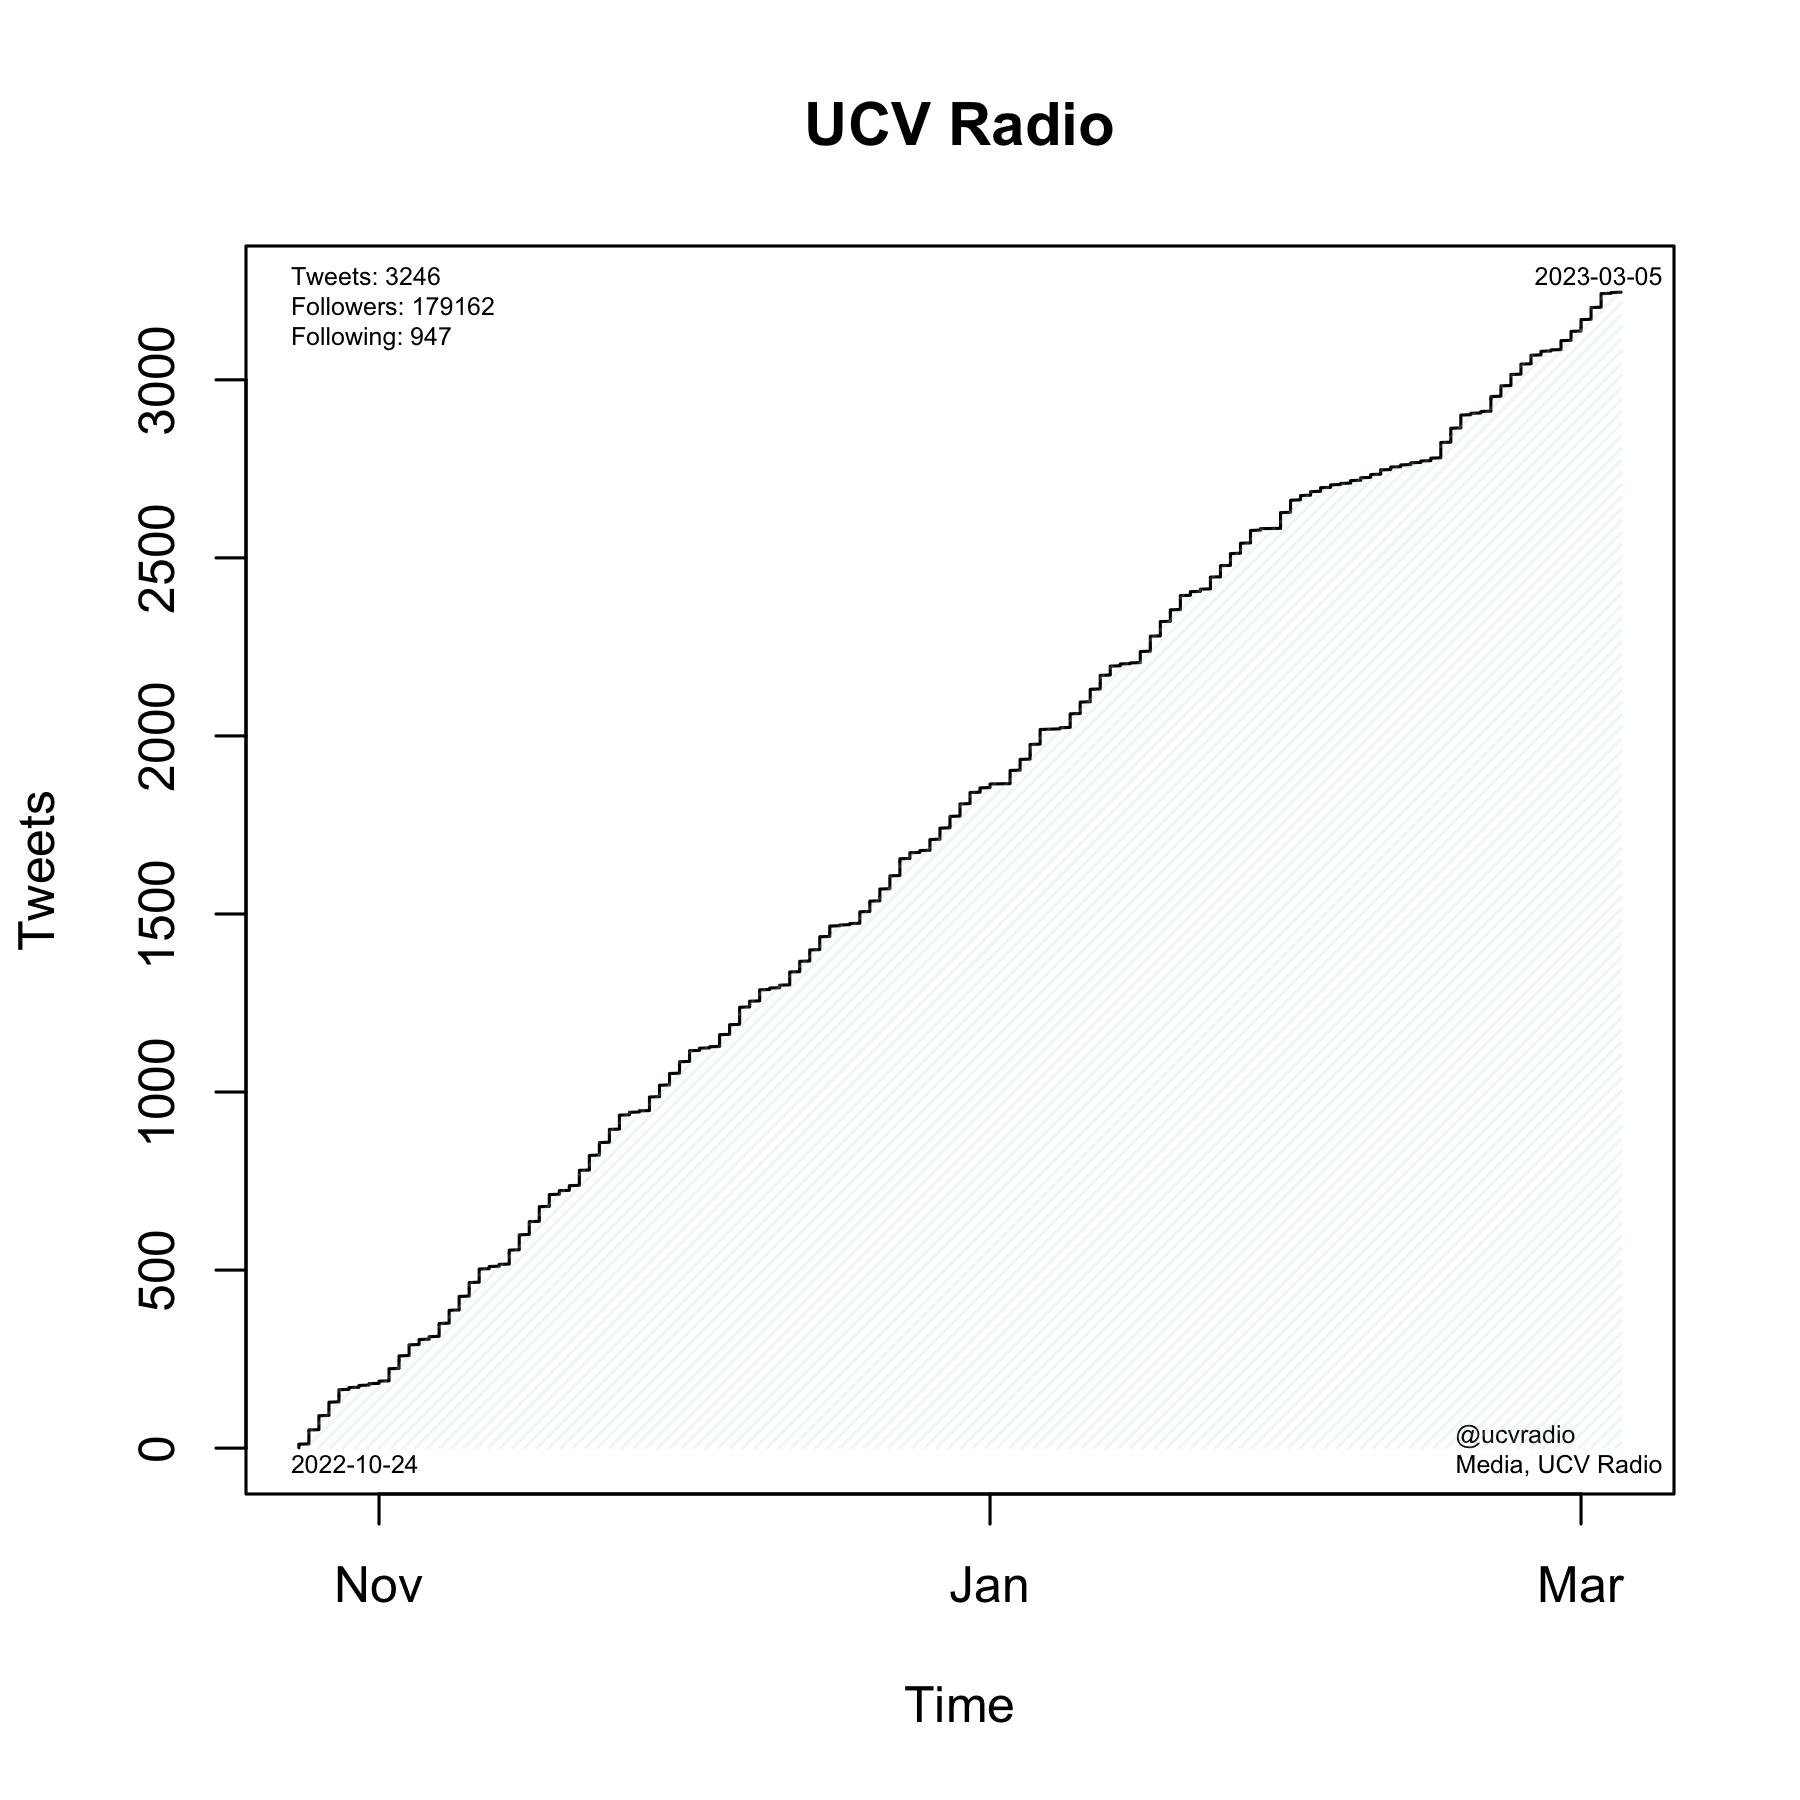 UCV Radio
Tweets: 3246
Followers: 179162
Following: 947
2023-03-05
3000
2500
2000
1500
1000
500
0
Tweets
2022-10-24
@ucvradio
Media, UCV Radio
Nov
Jan
Mar
Time